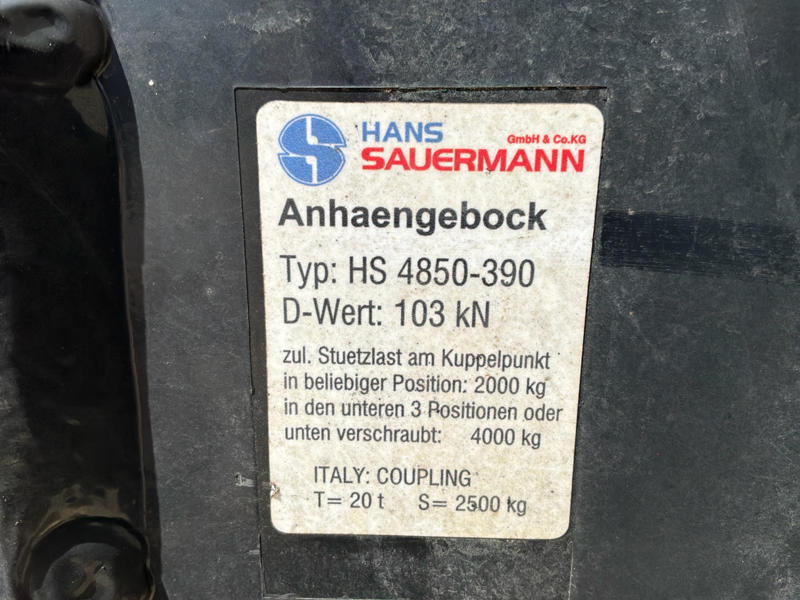 HANS
SAUERMANN GmbH & Co.KG
Anhaengebock
Typ: HS 4850-390
D-Wert: 103 kN
zul. Stuetzlast am Kuppelpunkt
in beliebiger Position: 2000 kg
in den unteren 3 Positionen oder
unten verschraubt: 4000 kg
ITALY: COUPLING
T= 20 t S= 2500 kg